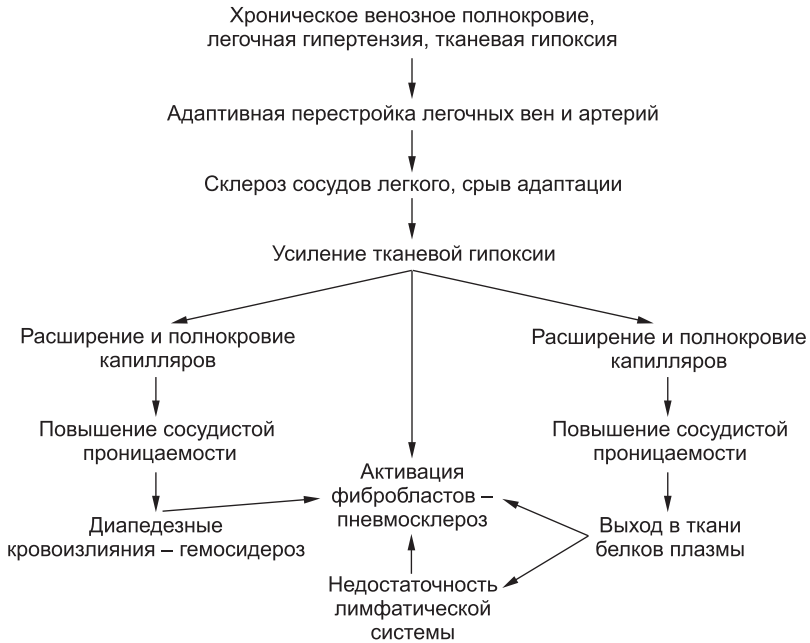 Хроническое венозное полнокровие,
легочная гипертензия, тканевая гипоксия
Адаптивная перестройка легочных вен и артерий
Склероз сосудов легкого, срыв адаптации
Усиление тканевой гипоксии
Расширение и полнокровие
капилляров
Расширение и полнокровие
капилляров
Повышение сосудистой
проницаемости
Повышение сосудистой
проницаемости
Активация
фибробластов –
пневмосклероз
Диапедезные
кровоизлияния – гемосидероз
Выход в ткани
белков плазмы
Недостаточность
лимфатической
системы